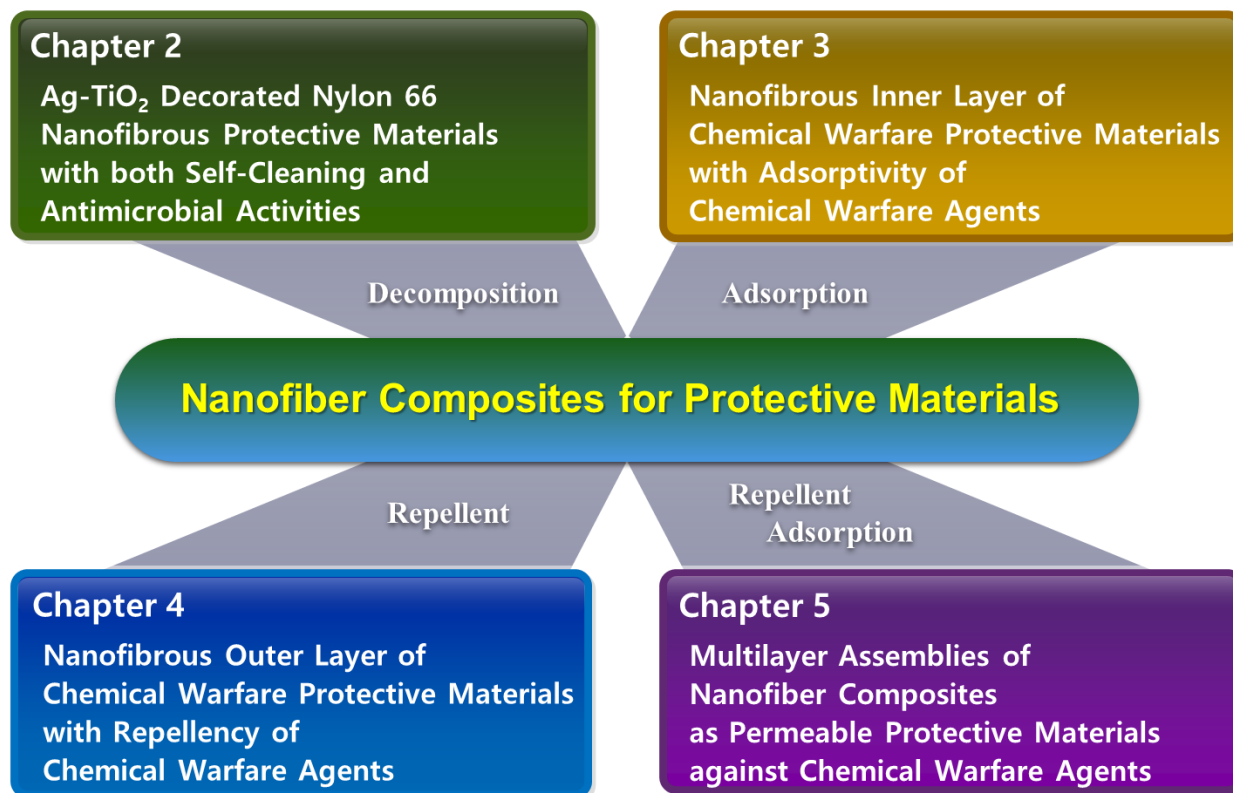 Chapter 2
Ag-TiO₂ Decorated Nylon 66
Nanofibrous Protective Materials
with both Self-Cleaning and
Antimicrobial Activities
Chapter 3
Nanofibrous Inner Layer of
Chemical Warfare Protective Materials
with Adsorptivity of
Chemical Warfare Agents
Decomposition
Adsorption
Nanofiber Composites for Protective Materials
Repellent
Repellent
Adsorption
Chapter 4
Nanofibrous Outer Layer of
Chemical Warfare Protective Materials
with Repellency of
Chemical Warfare Agents
Chapter 5
Multilayer Assemblies of
Nanofiber Composites
as Permeable Protective Materials
against Chemical Warfare Agents